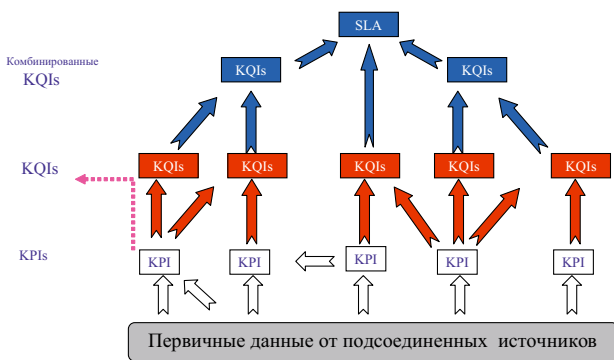 SLA
Комбинированные
KQIs
KQIs
KQIs
KQIs
KQIs
KQIs
KQIs
KQIs
KQIs
KPIs
KPI
KPI
KPI
KPI
KPI
Первичные данные от подсоединенных источников